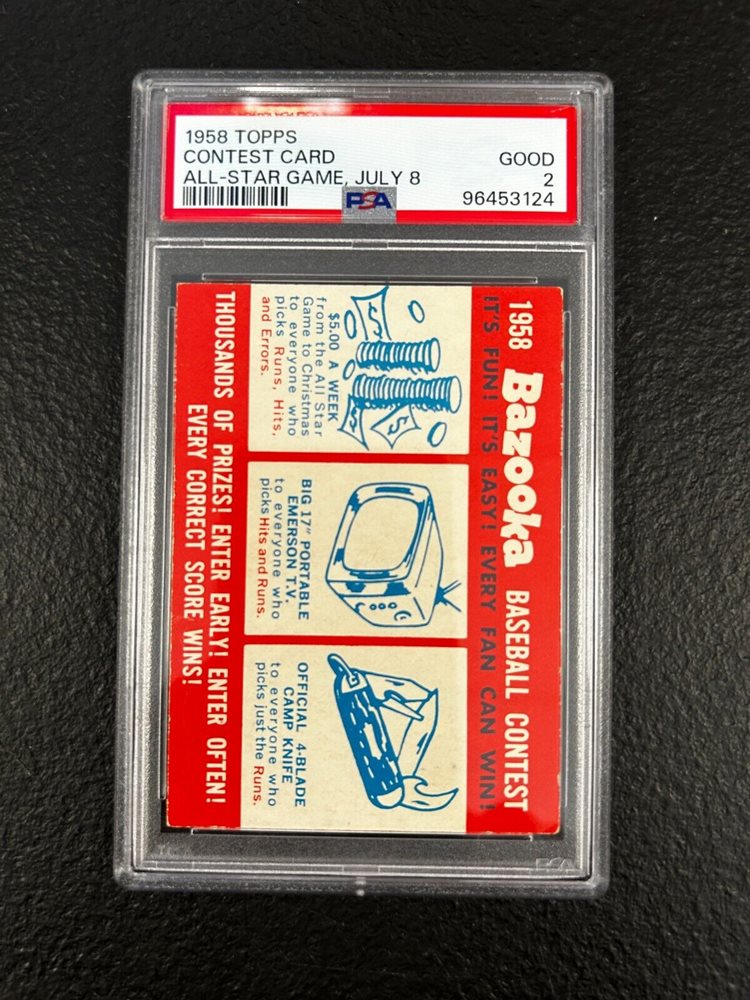 1958 TOPPS
CONTEST CARD
ALL-STAR GAME, JULY 8
GOOD
2
96453124
PSA
1958 Bazooka BASEBALL CONTEST
IT'S FUN! IT'S EASY! EVERY FAN CAN WIN!
$5.00 A WEEK
from the All Star
Game to Christmas
to everyone who
picks Runs, Hits,
and Errors.
5
BIG 17" PORTABLE
EMERSON T.V.
to everyone who
picks Hits and Runs.
OFFICIAL 4-BLADE
CAMP KNIFE
to everyone who
picks just the Runs.
THOUSANDS OF PRIZES! ENTER EARLY! ENTER OFTEN!
EVERY CORRECT SCORE WINS!
PSA